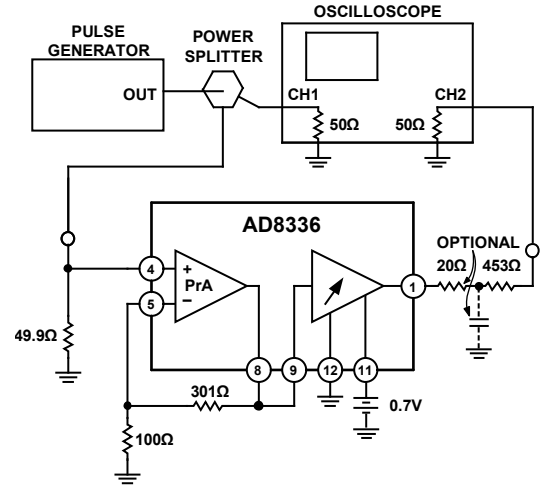 OSCILLOSCOPE
PULSE
GENERATOR
POWER
SPLITTER
OUT
CH1
CH2
50Ω
50Ω
AD8336
OPTIONAL
20Ω
453Ω
4
+
PrA
5
−
1
49.9Ω
8
9
12
11
301Ω
0.7V
100Ω